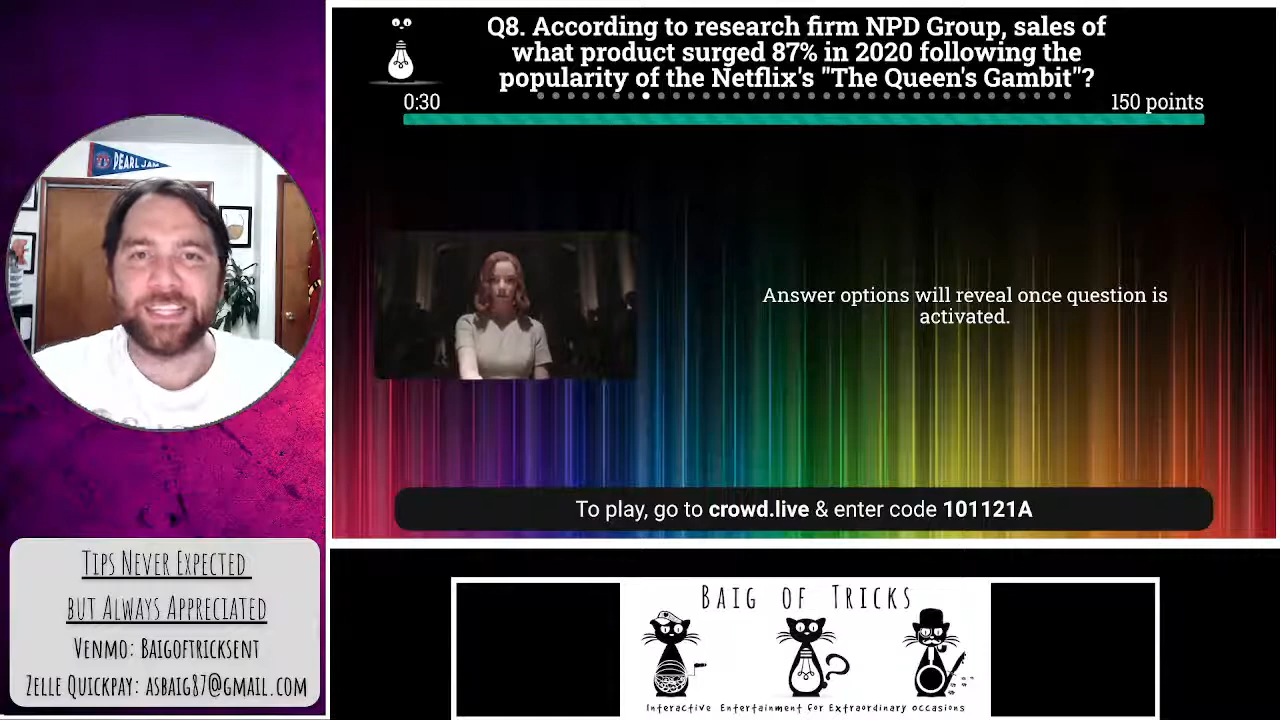 PEARL JAM
Q8. According to research firm NPD Group, sales of
what product surged 87% in 2020 following the
popularity of the Netflix's "The Queen's Gambit"?
0:30
150 points
Answer options will reveal once question is
activated.
To play, go to crowd.live & enter code 101121A
Tips Never Expected
but Always Appreciated
Venmo: Baigoftricksent
Zelle Quickpay: asbaig87@gmail.com
Baig of Tricks
Interactive Entertainment for Extraordinary Occasions